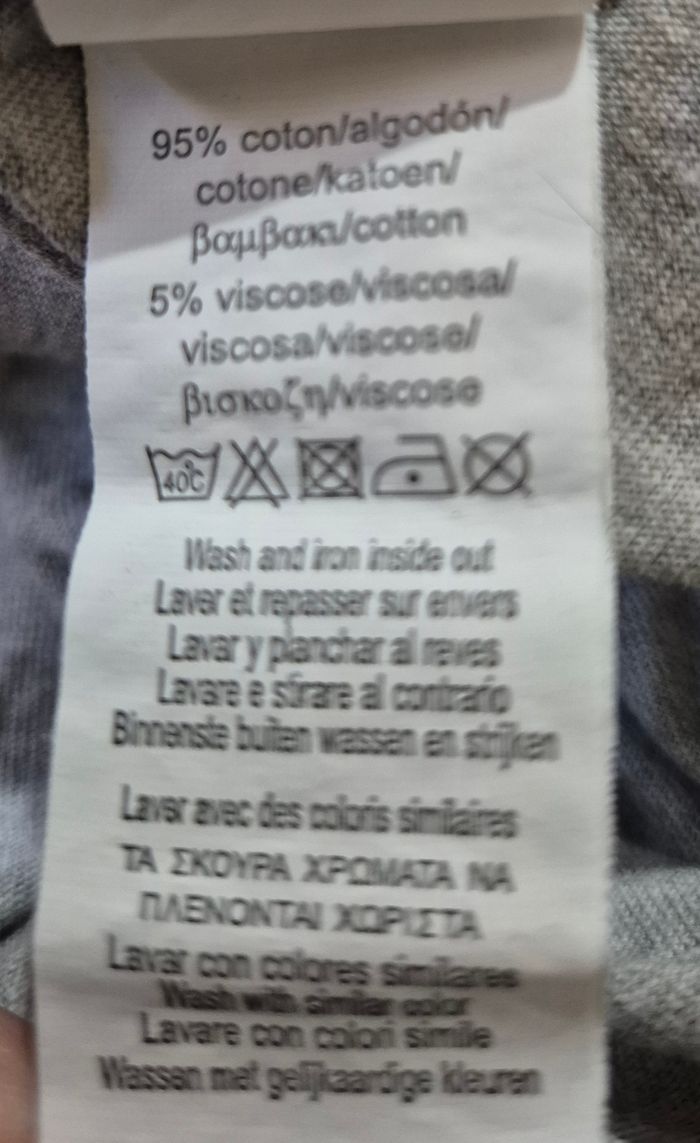 95% coton/algodón/
cotone/katoen/
βαμβακι/cotton
5% viscose/viscosa/
viscosa/viscose/
βισκοζη/viscose
40°C
Wash and iron inside out
Laver et repasser sur envers
Lavar y planchar al reves
Lavare e stirare al contrario
Binnenste buiten wassen en strijken
Laver avec des coloris similaires
ΤΑ ΣΚΟΥΡΑ ΧΡΩΜΑΤΑ ΝΑ
ΠΛΕΝΟΝΤΑΙ ΧΩΡΙΣΤΑ
Lavar con colores similares
Wash with similar color
Lavare con colori simile
Wassen met gelijkaardige kleuren